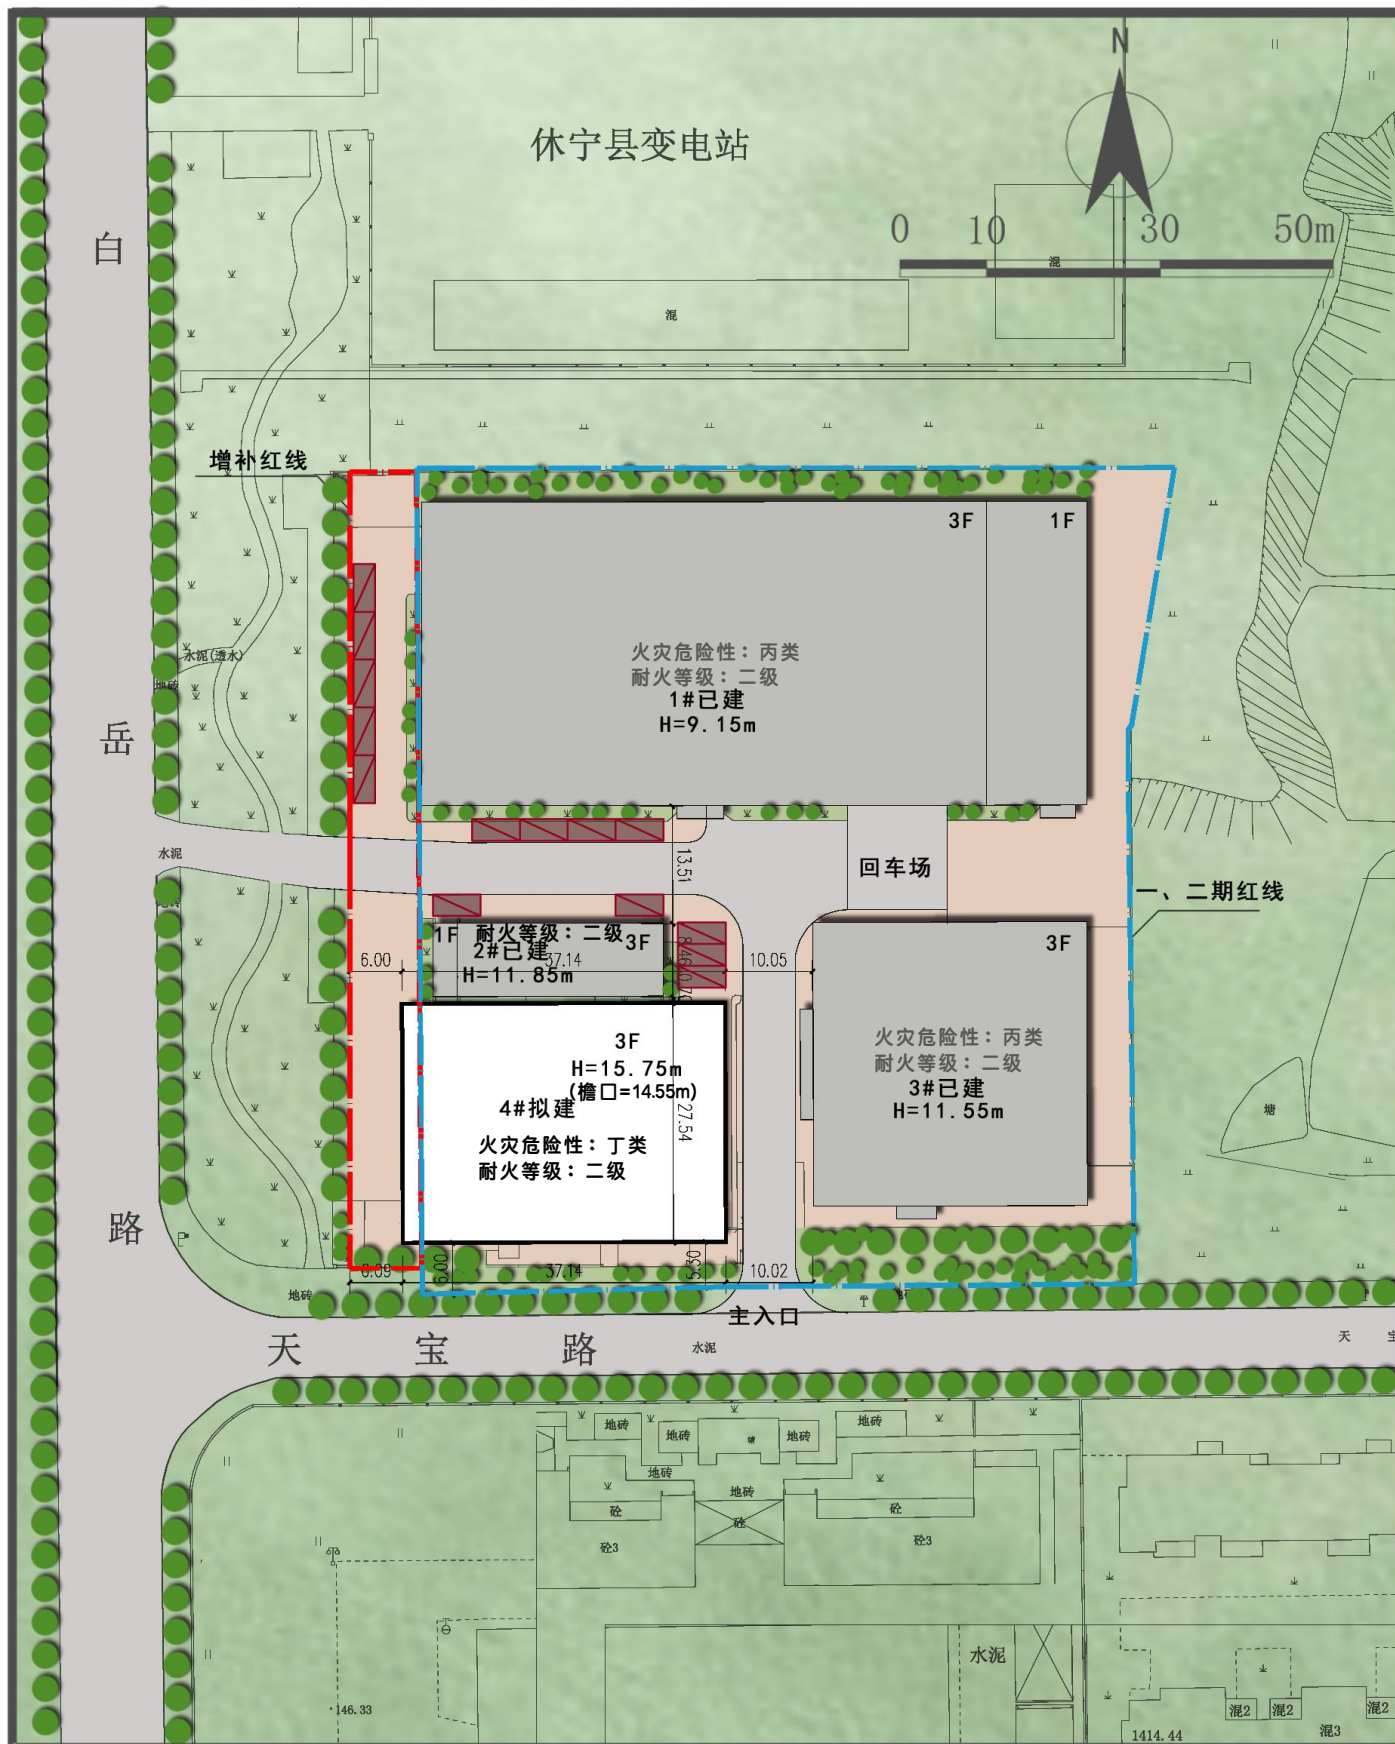 N
休宁县变电站
0 10 30 50m
混
混
白
增补红线
3F
1F
水泥(透水)
地砖
火灾危险性：丙类
耐火等级：二级
1#已建
H=9.15m
岳
水泥
13.51
回车场
一、二期红线
1F
耐火等级：二级
3F
2#已建
H=11.85m
6.00
37.14
10.05
3F
3F
H=15.75m
(檐口=14.55m)
4#拟建
27.54
火灾危险性：丁类
耐火等级：二级
火灾危险性：丙类
耐火等级：二级
3#已建
H=11.55m
塘
路
6.09
6.00
37.14
5.30
10.02
地砖
主入口
天宝路
水泥
天
宝
地砖
地砖
地砖
地砖
地砖
地砖
砼
砼
砼
砼3
砼3
水泥
146.33
混2
混2
混2
混3
1414.44